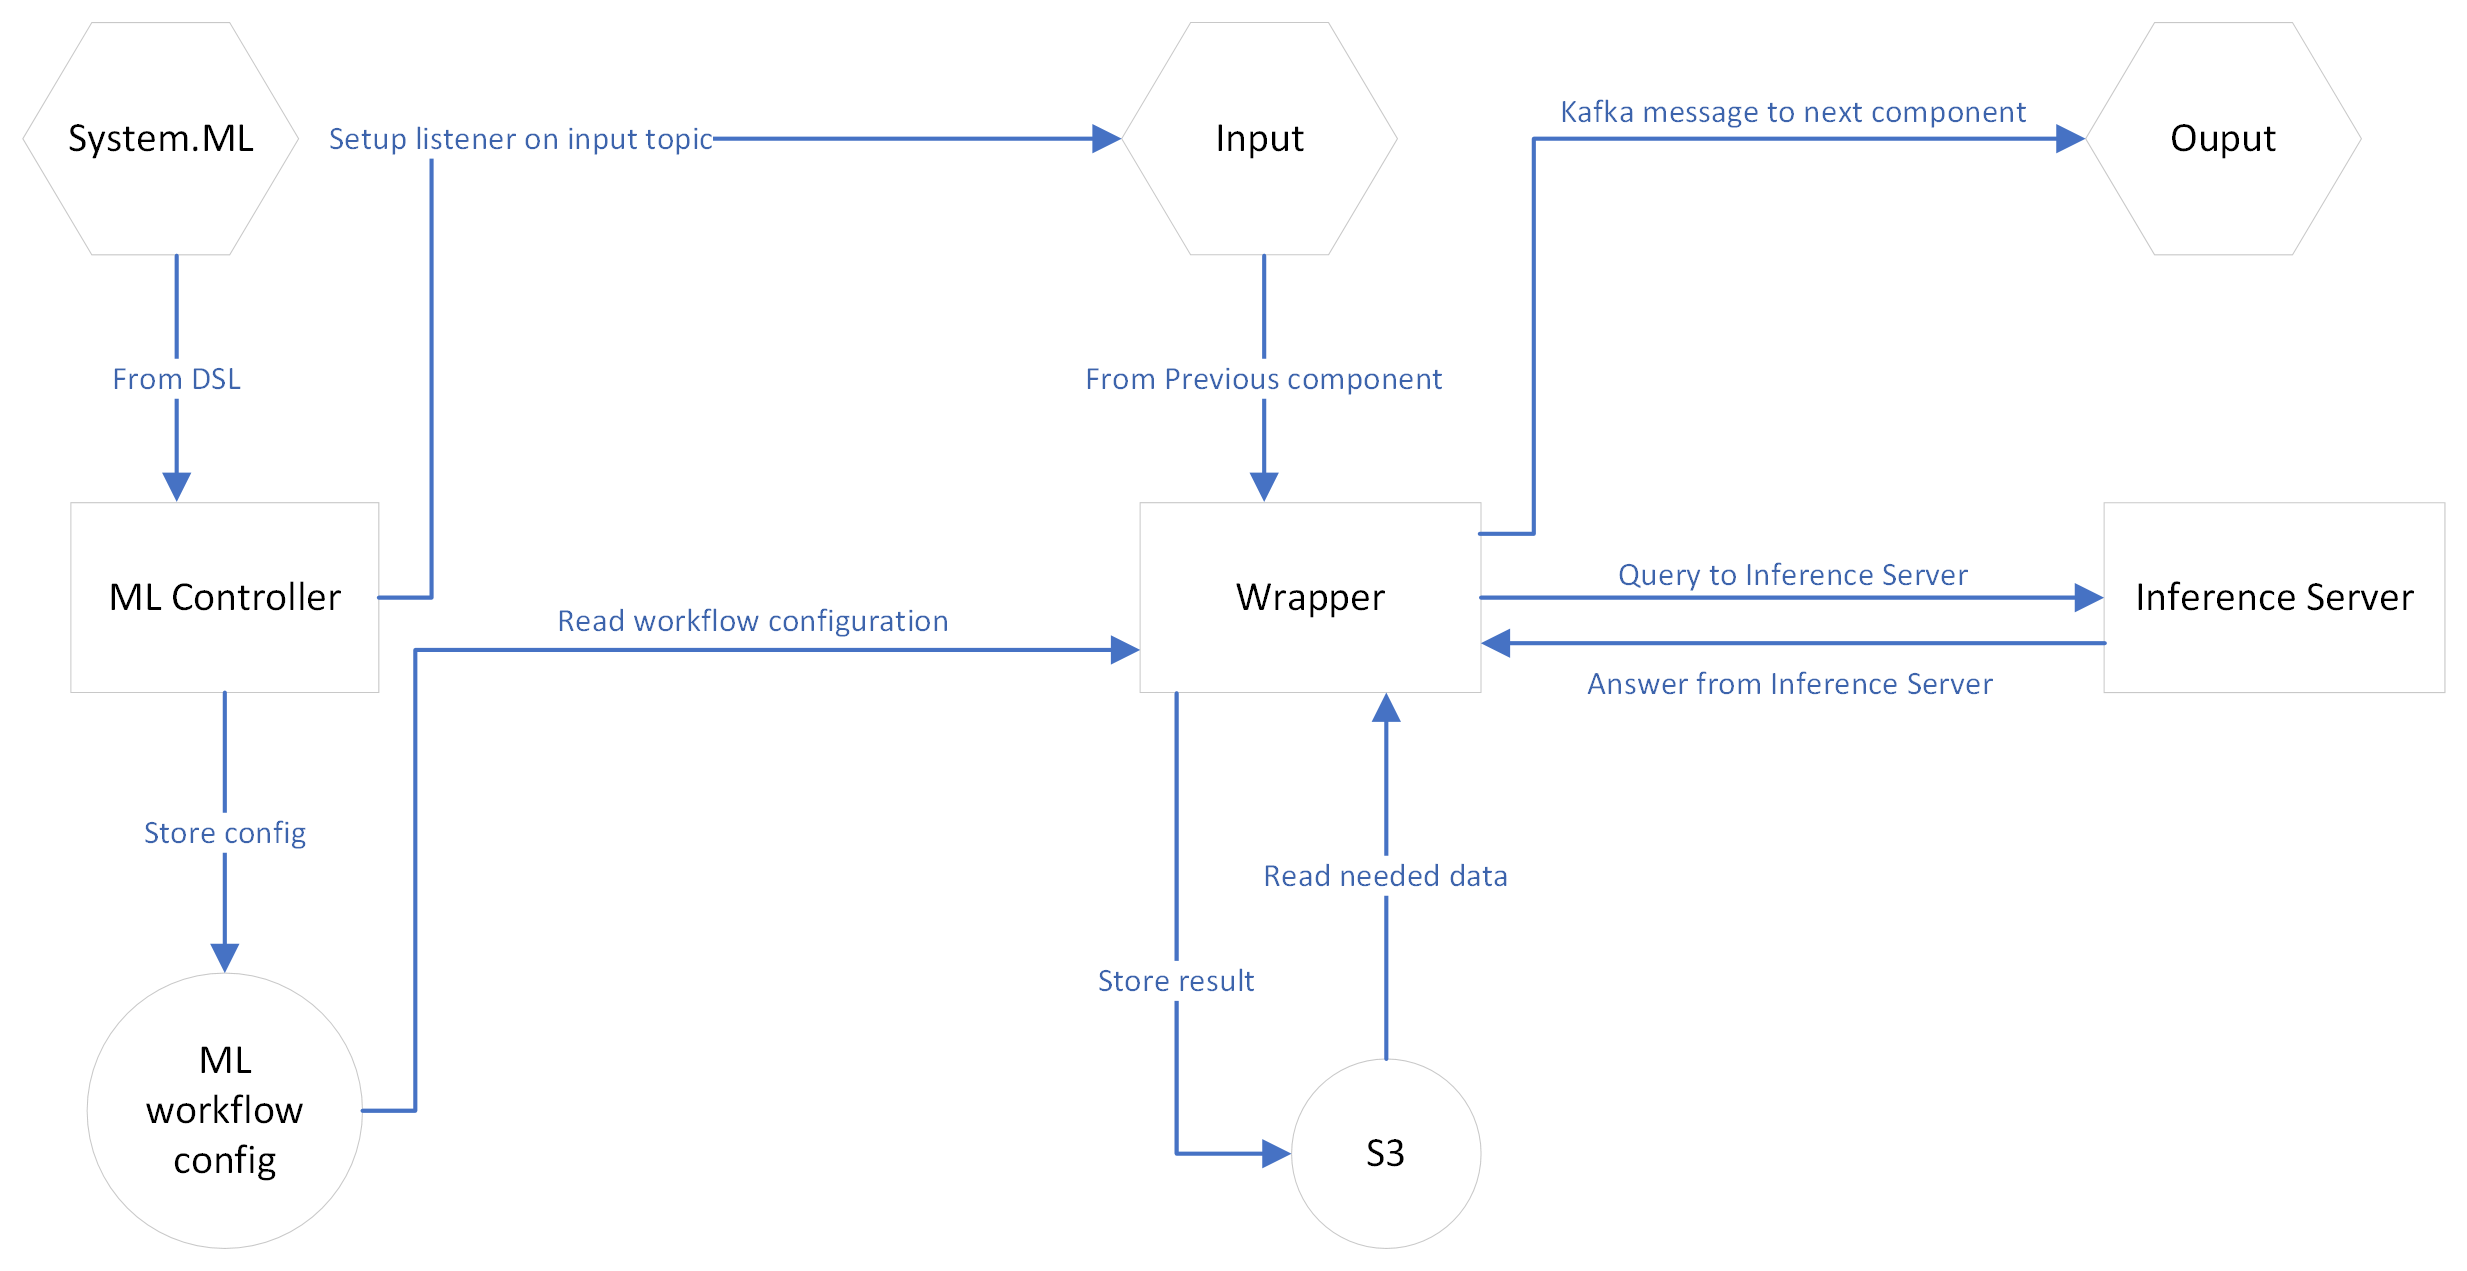 System.ML
Setup listener on input topic
Input
Kafka message to next component
Ouput
From DSL
From Previous component
ML Controller
Read workflow configuration
Wrapper
Query to Inference Server
Answer from Inference Server
Inference Server
Store config
Read needed data
Store result
ML
workflow
config
S3